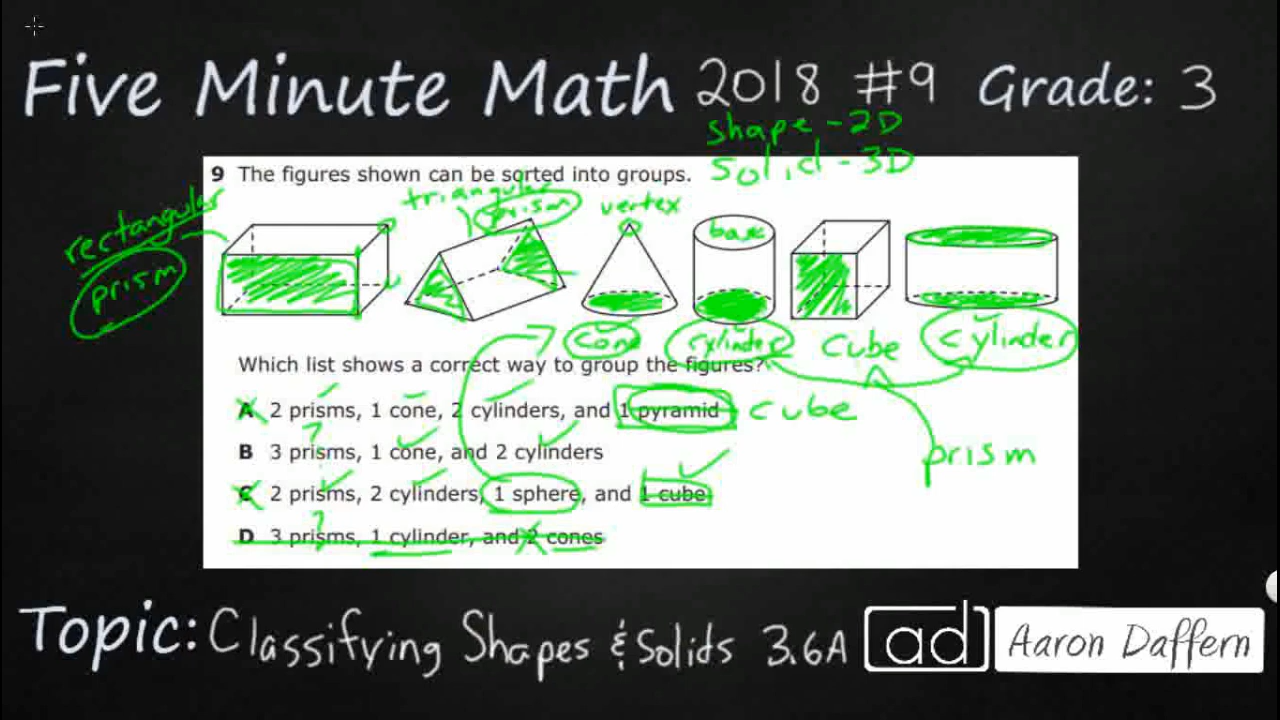 Five Minute Math 2018 #9 Grade: 3
shape - 2D
solid - 3D
9 The figures shown can be sorted into groups.
rectangular
prism
triangular
prism
vertex
base
cone
cylinder
cube
cylinder
Which list shows a correct way to group the figures?
A 2 prisms, 1 cone, 2 cylinders, and 1 pyramid cube
?
B 3 prisms, 1 cone, and 2 cylinders
prism
C 2 prisms, 2 cylinders, 1 sphere, and 1 cube
?
D 3 prisms, 1 cylinder, and 2 cones
Topic: Classifying Shapes & Solids 3.6A ad Aaron Daffern